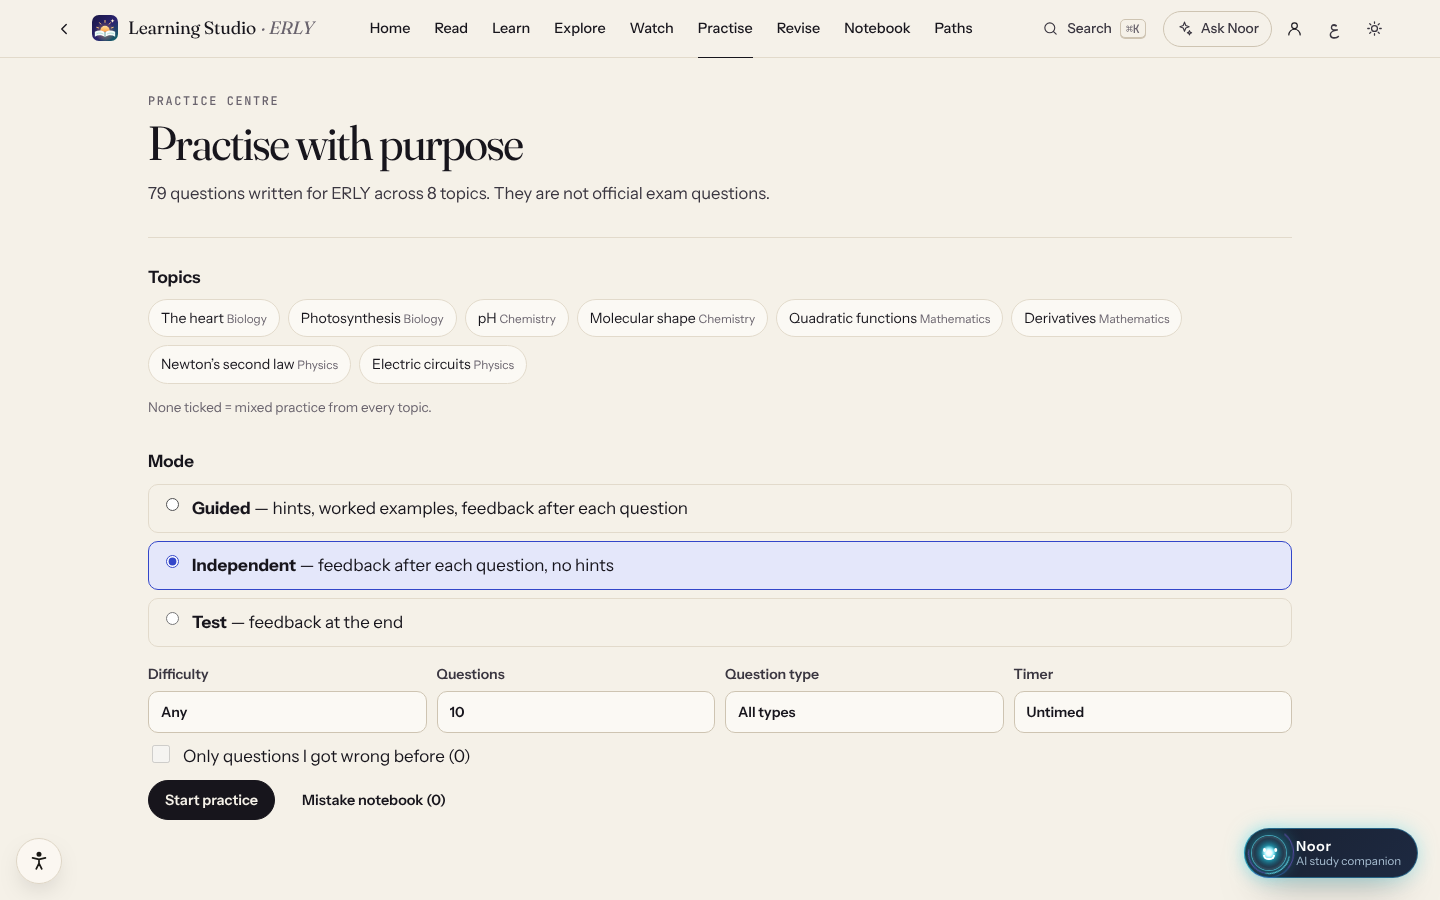 Learning Studio · ERLY
Home Read Learn Explore Watch Practise Revise Notebook Paths
Search ⌘K Ask Noor ع
PRACTICE CENTRE
Practise with purpose
79 questions written for ERLY across 8 topics. They are not official exam questions.
Topics
The heart Biology Photosynthesis Biology pH Chemistry Molecular shape Chemistry Quadratic functions Mathematics Derivatives Mathematics
Newton's second law Physics Electric circuits Physics
None ticked = mixed practice from every topic.
Mode
Guided — hints, worked examples, feedback after each question
Independent — feedback after each question, no hints
Test — feedback at the end
Difficulty Questions Question type Timer
Any 10 All types Untimed
Only questions I got wrong before (0)
Start practice Mistake notebook (0)
Noor
AI study companion